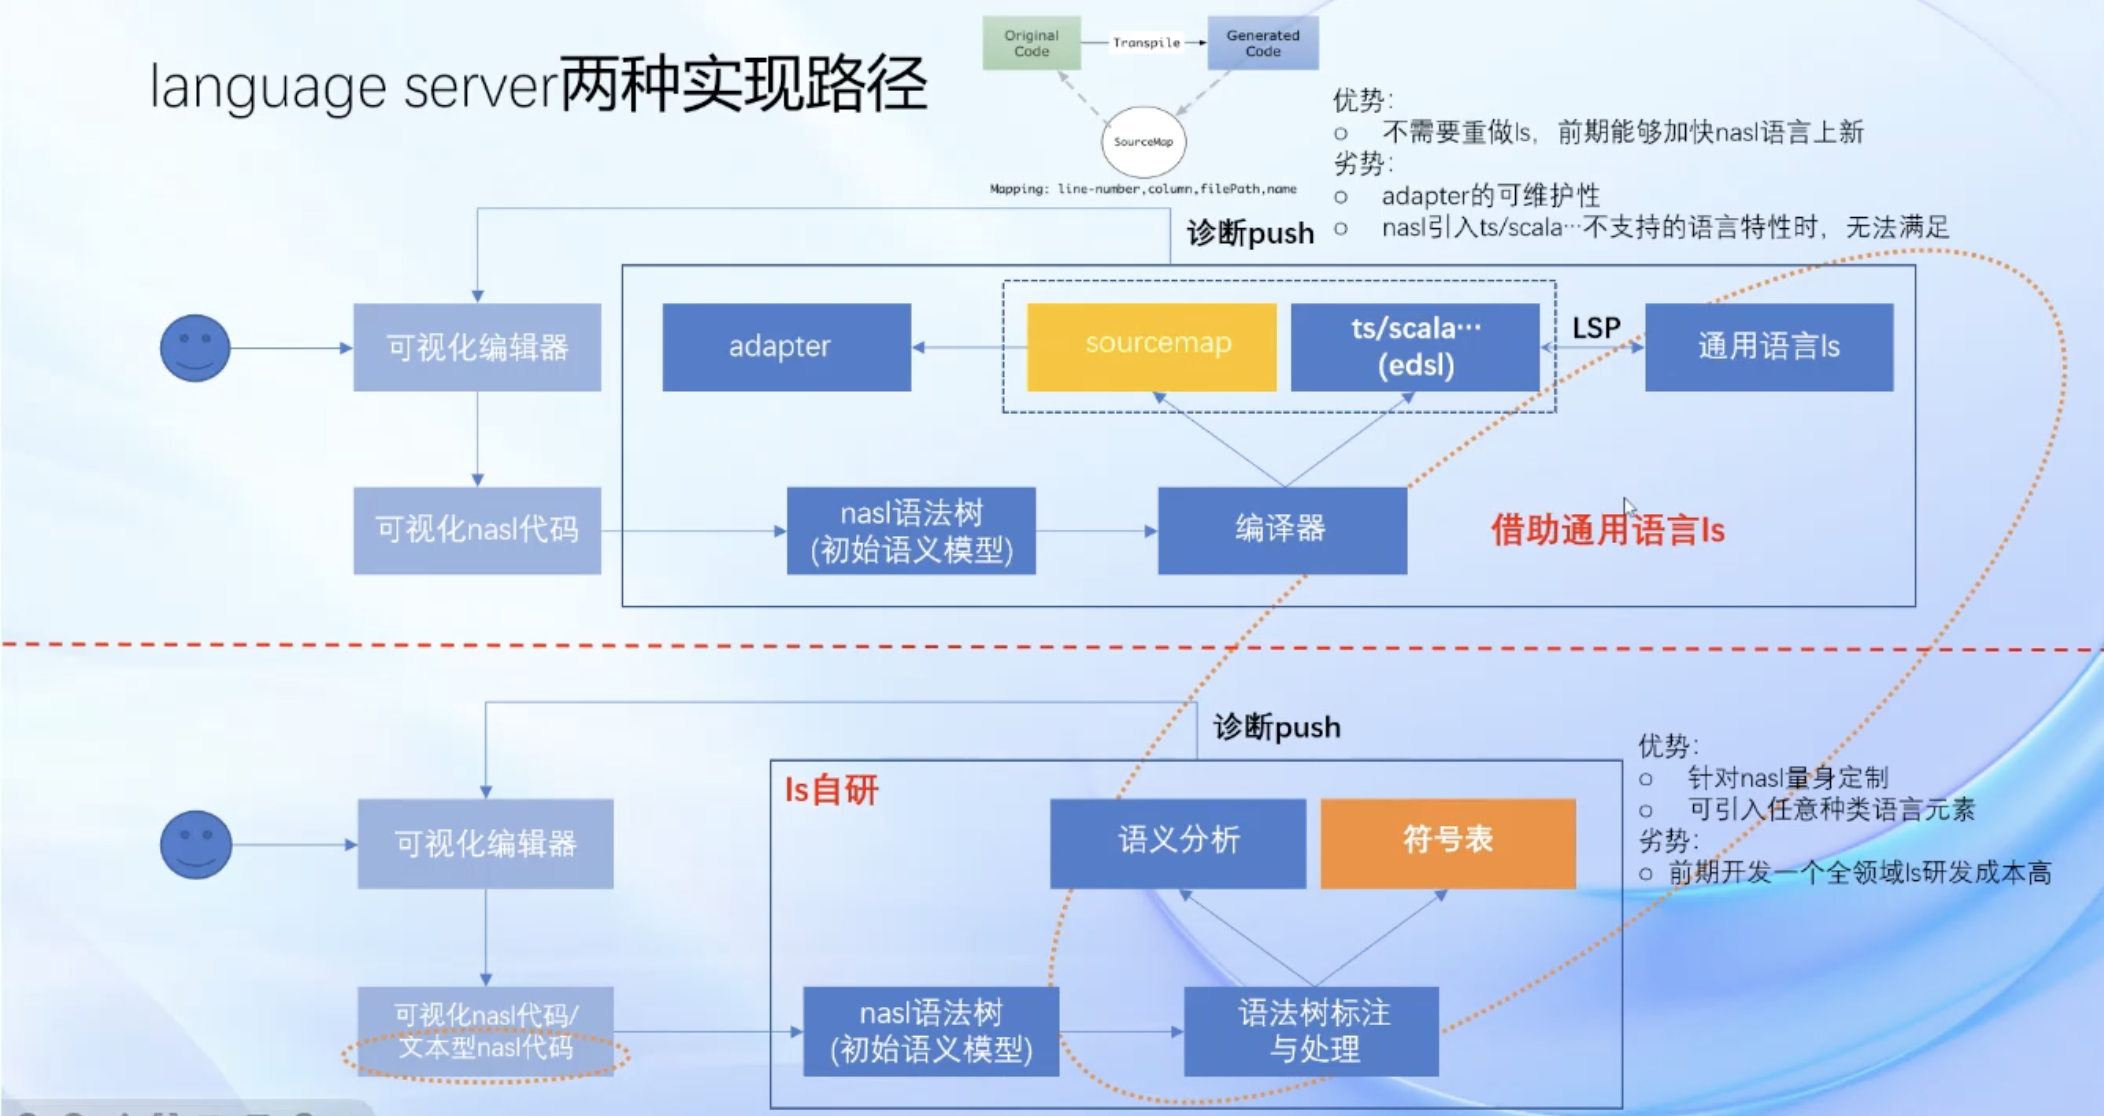 language server两种实现路径
Original
Code
Transpile
Generated
Code
SourceMap
Mapping: line-number,column,filePath,name
优势：
不需要重做ls，前期能够加快nasl语言上新
劣势：
adapter的可维护性
nasl引入ts/scala…不支持的语言特性时，无法满足
诊断push
可视化编辑器
adapter
sourcemap
ts/scala…
(edsl)
LSP
通用语言ls
可视化nasl代码
nasl语法树
(初始语义模型)
编译器
借助通用语言ls
诊断push
ls自研
可视化编辑器
语义分析
符号表
优势：
针对nasl量身定制
可引入任意种类语言元素
劣势：
前期开发一个全领域ls研发成本高
可视化nasl代码/
文本型nasl代码
nasl语法树
(初始语义模型)
语法树标注
与处理